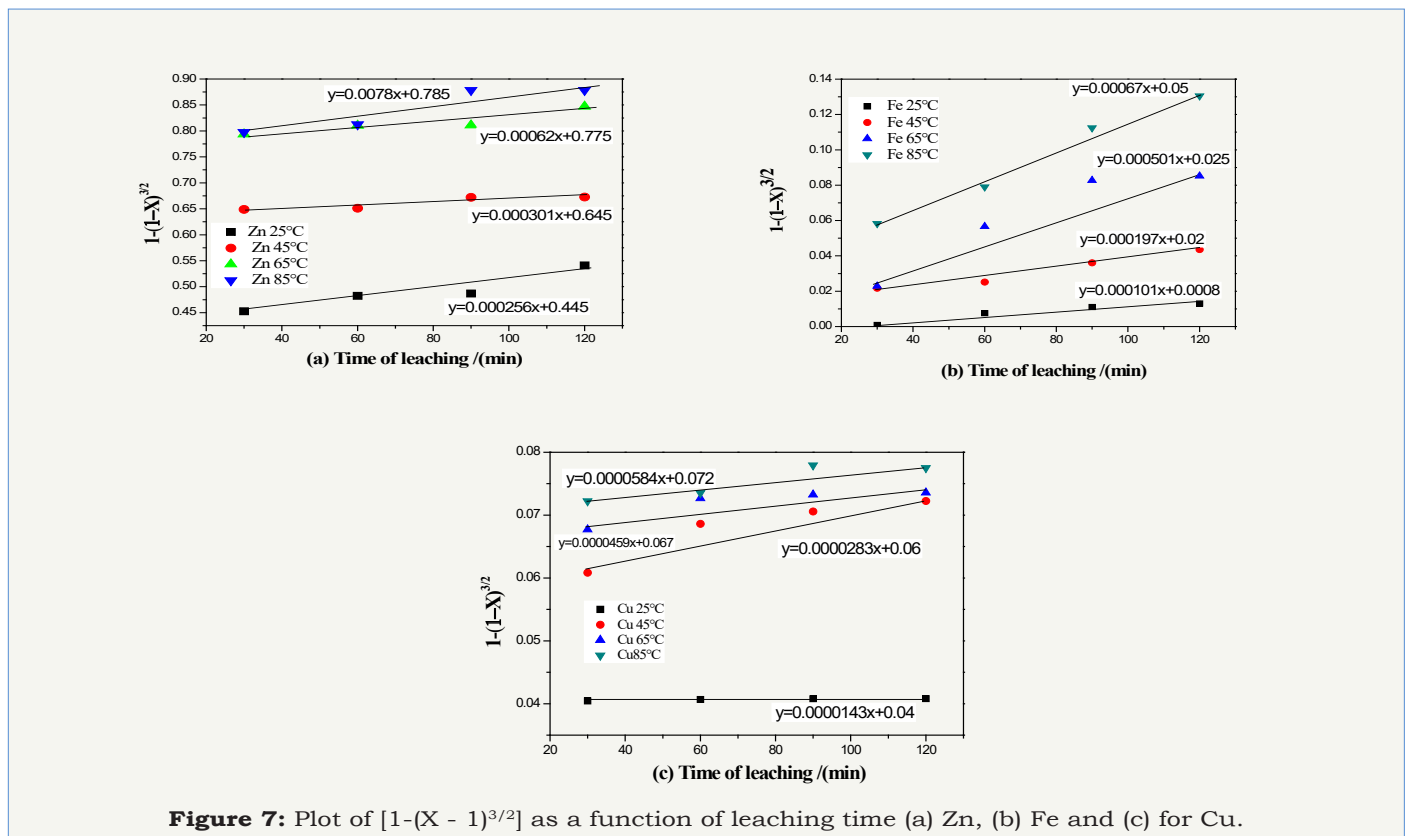 0.90
0.85
0.80
0.75
0.70
0.65
0.60
0.55
0.50
0.45
1-(1–X)^3/2
y=0.0078x+0.785
y=0.00062x+0.775
y=0.000301x+0.645
y=0.000256x+0.445
Zn 25°C
Zn 45°C
Zn 65°C
Zn 85°C
20 40 60 80 100 120
(a) Time of leaching /(min)
0.14
0.12
0.10
0.08
0.06
0.04
0.02
0.00
1-(1–X)^3/2
Fe 25°C
Fe 45°C
Fe 65°C
Fe 85°C
y=0.00067x+0.05
y=0.000501x+0.025
y=0.000197x+0.02
y=0.000101x+0.0008
20 40 60 80 100 120
(b) Time of leaching /(min)
0.08
0.07
0.06
0.05
0.04
1-(1–X)^3/2
y=0.0000584x+0.072
y=0.0000459x+0.067
y=0.0000283x+0.06
Cu 25°C
Cu 45°C
Cu 65°C
Cu85°C
y=0.0000143x+0.04
20 40 60 80 100 120
(c) Time of leaching /(min)
Figure 7: Plot of [1-(X - 1)^3/2] as a function of leaching time (a) Zn, (b) Fe and (c) for Cu.